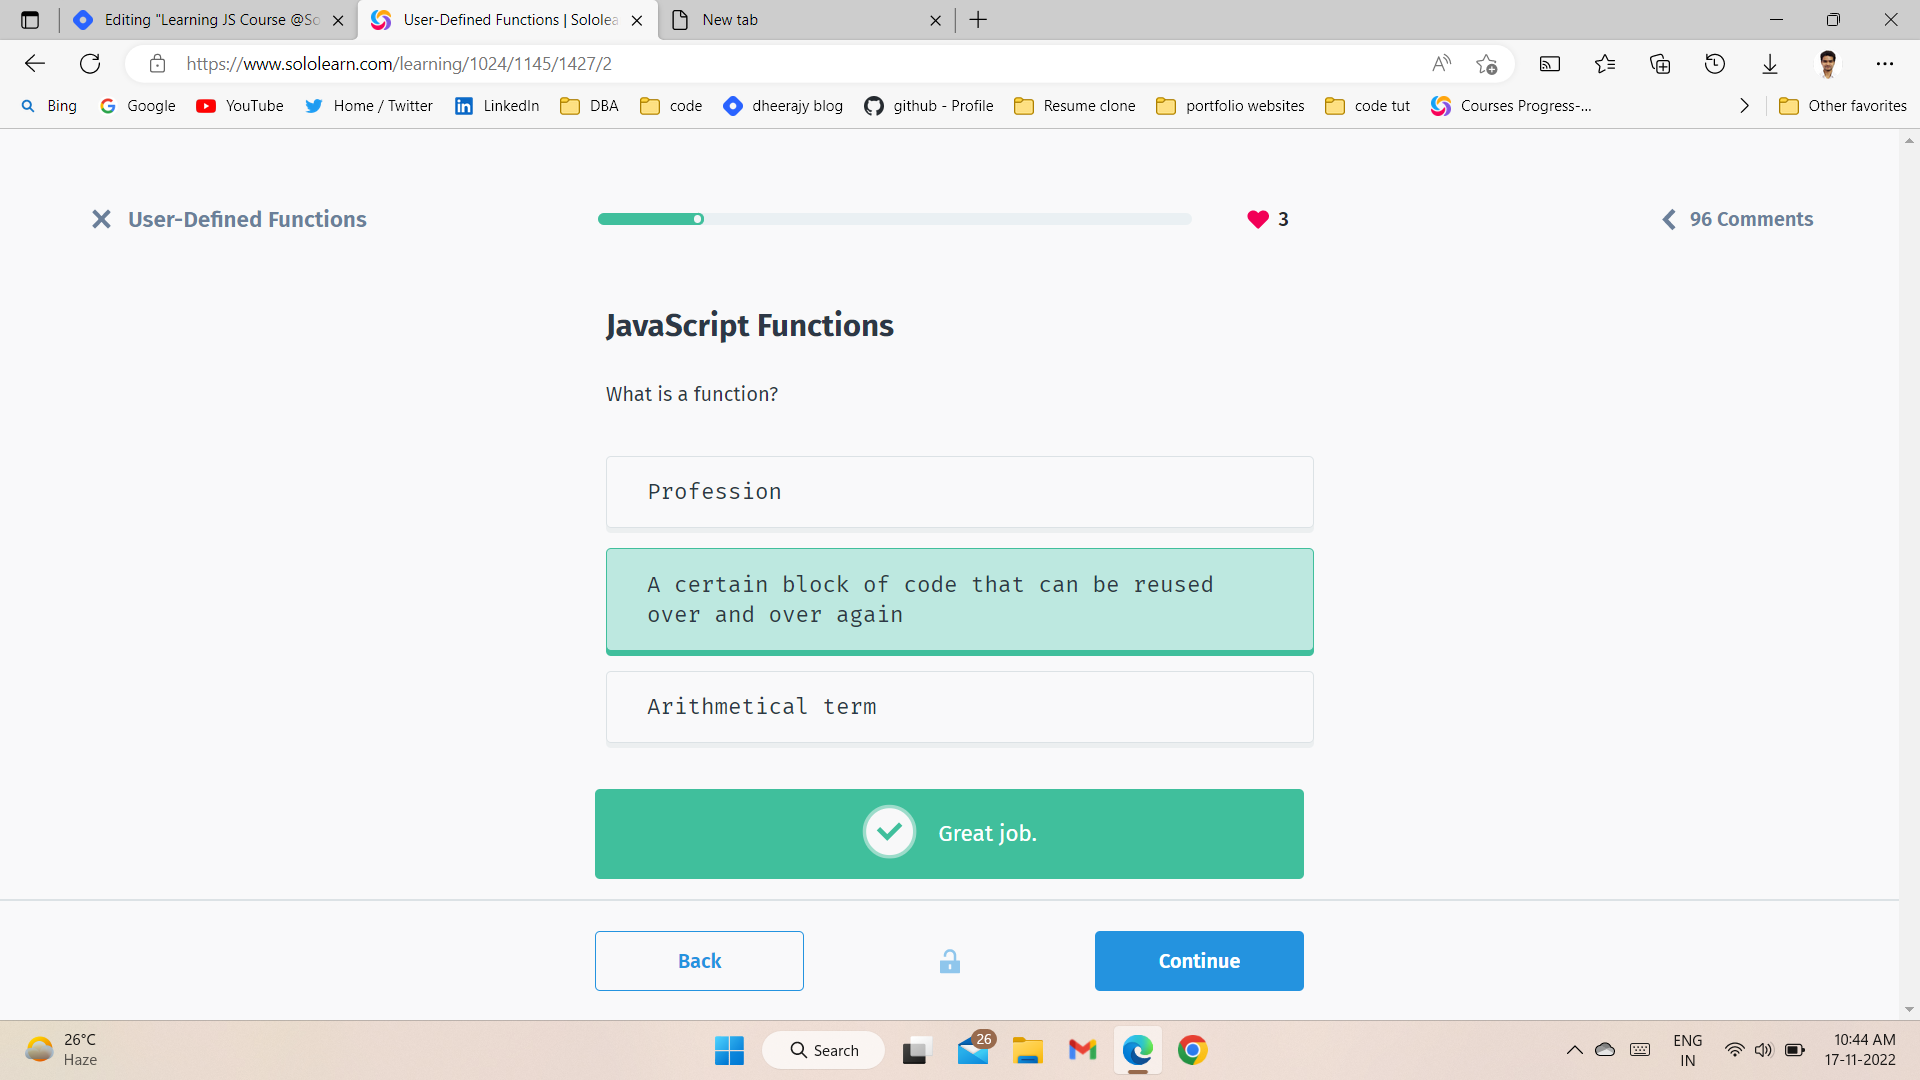 Editing "Learning JS Course @So
User-Defined Functions | Sololea
New tab
https://www.sololearn.com/learning/1024/1145/1427/2
Bing
Google
YouTube
Home / Twitter
LinkedIn
DBA
code
dheerajy blog
github - Profile
Resume clone
portfolio websites
code tut
Courses Progress-...
Other favorites
User-Defined Functions
3
96 Comments
JavaScript Functions
What is a function?
Profession
A certain block of code that can be reused
over and over again
Arithmetical term
Great job.
Back
Continue
26°C
Haze
Search
26
ENG
IN
10:44 AM
17-11-2022